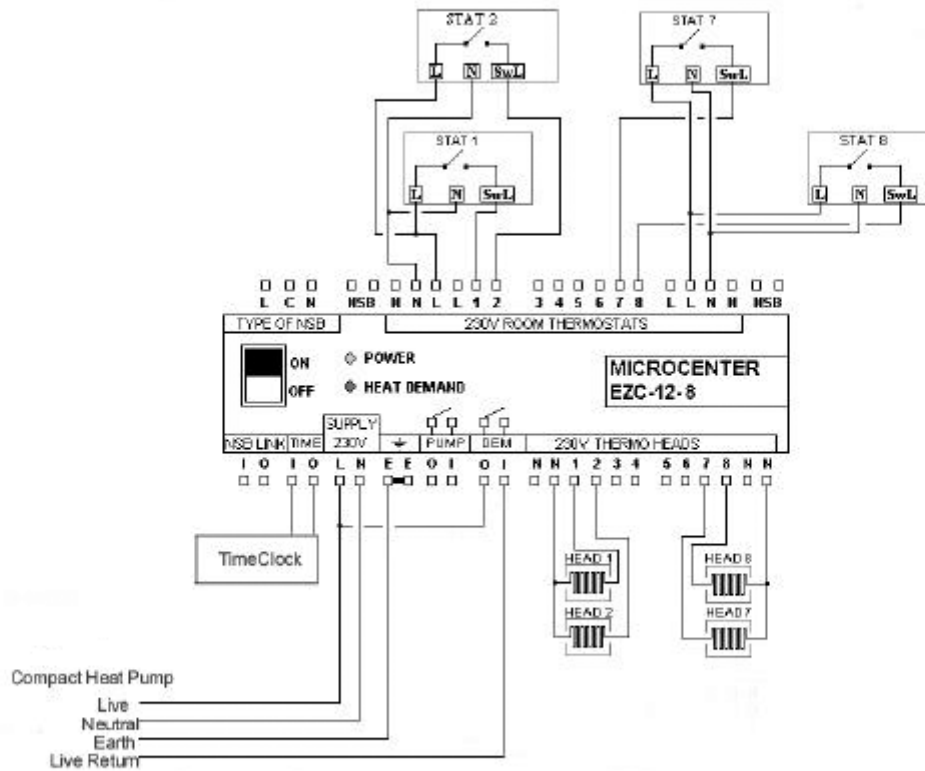 STAT 2
L N SwL
STAT 7
L N SwL
STAT 1
L N SwL
STAT 8
L N SwL
L C N NSB N N L L 1 2 3 4 5 6 7 8 L L N N NSB
TYPE OF NSB 230V ROOM THERMOSTATS
ON
OFF
POWER
HEAT DEMAND
MICROCENTER
EZC-12-8
NSB LINK TIME SUPPLY 230V PUMP DEM 230V THERMO HEADS
I O I O L N E E O I O I N N 1 2 3 4 5 6 7 8 N N
TimeClock
HEAD 1
HEAD 2
HEAD 8
HEAD 7
Compact Heat Pump
Live
Neutral
Earth
Live Return